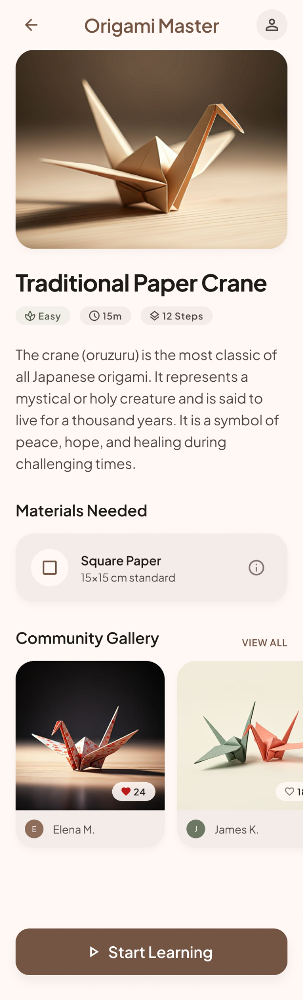 Origami Master
Traditional Paper Crane
Easy
15m
12 Steps
The crane (oruzuru) is the most classic of
all Japanese origami. It represents a
mystical or holy creature and is said to
live for a thousand years. It is a symbol of
peace, hope, and healing during
challenging times.
Materials Needed
Square Paper
15×15 cm standard
Community Gallery
VIEW ALL
24
E
Elena M.
J
James K.
Start Learning